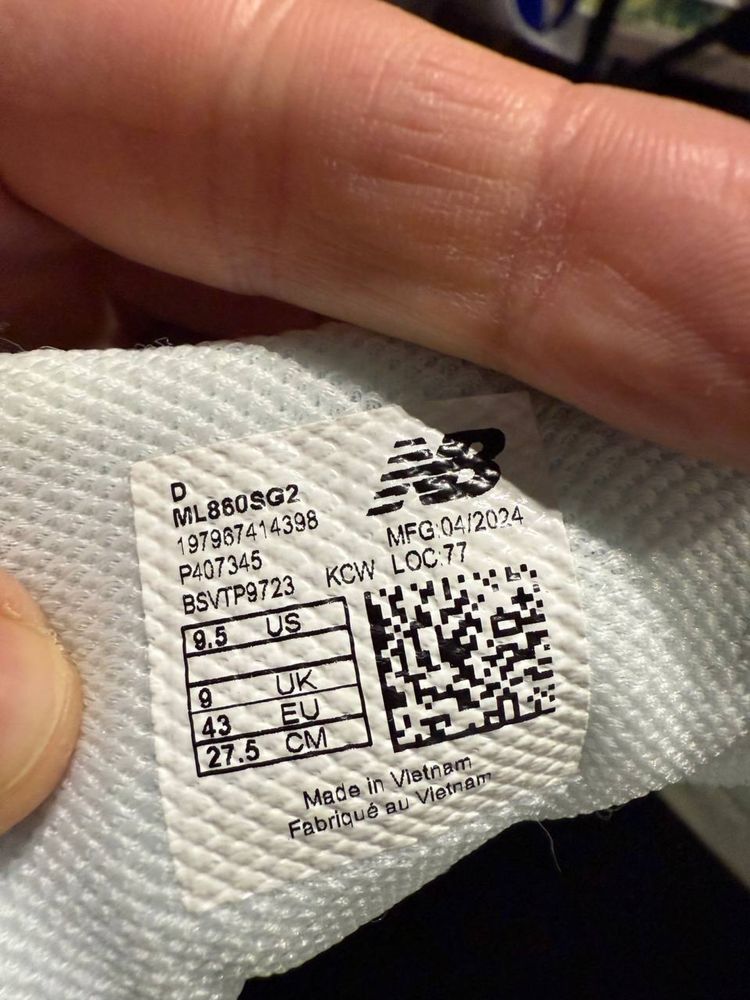 D
ML860SG2
197967414398
P407345
BSVTP9723 KCW
NB
MFG:04/2024
LOC:77
9.5 US
9 UK
43 EU
27.5 CM
Made in Vietnam
Fabriqué au Vietnam